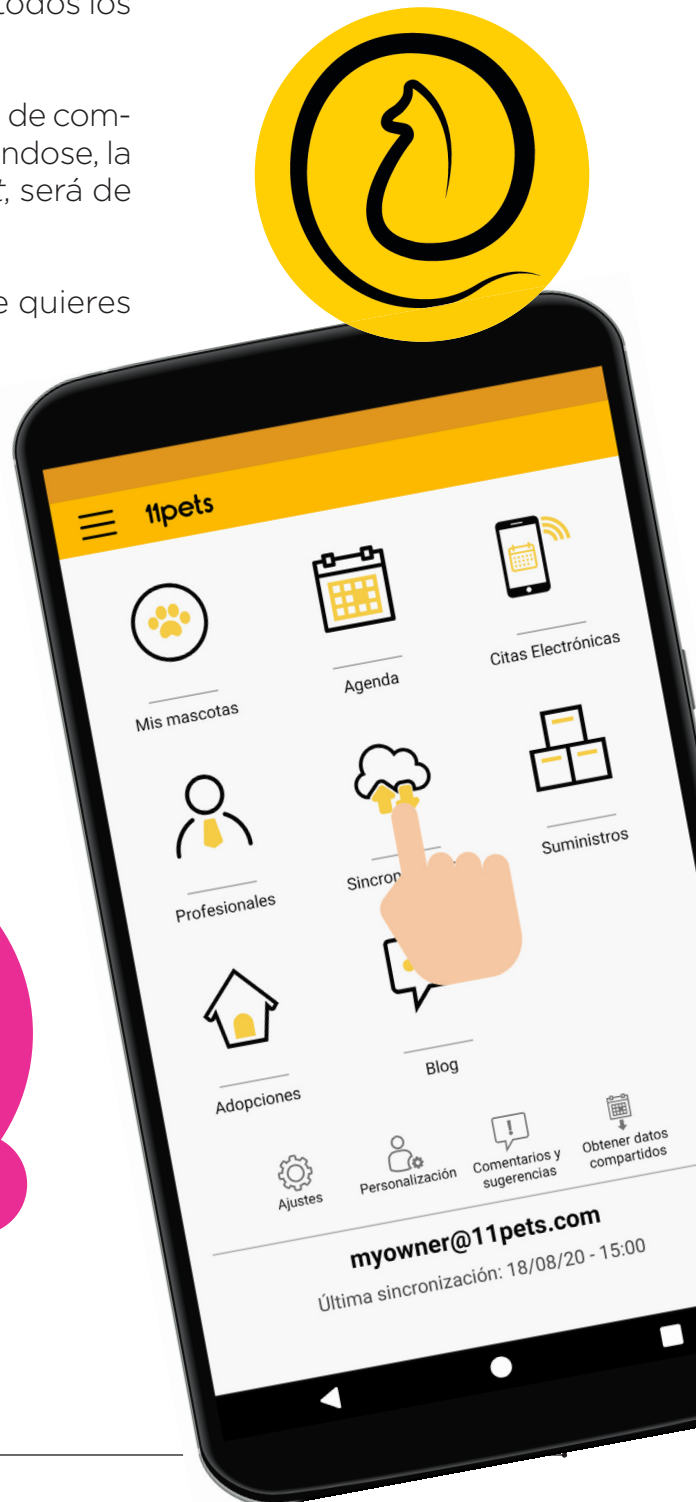 todos los
de com-
ndose, la
t, será de
e quieres
11pets
Mis mascotas
Agenda
Citas Electrónicas
Profesionales
Suministros
Adopciones
Blog
Ajustes
Personalización
Comentarios y
sugerencias
Obtener datos
compartidos
myowner@11pets.com
Última sincronización: 18/08/20 - 15:00